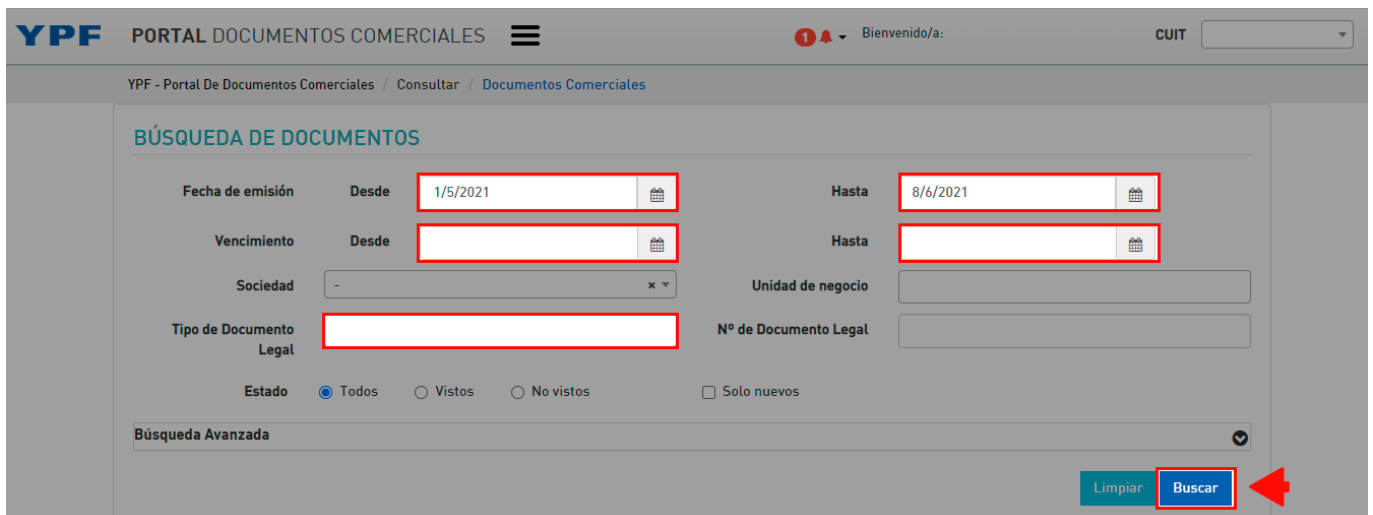 YPF PORTAL DOCUMENTOS COMERCIALES 1 Bienvenido/a: CUIT
YPF - Portal De Documentos Comerciales / Consultar / Documentos Comerciales
BÚSQUEDA DE DOCUMENTOS
Fecha de emisión Desde 1/5/2021 Hasta 8/6/2021
Vencimiento Desde Hasta
Sociedad - × Unidad de negocio
Tipo de Documento Legal Nº de Documento Legal
Estado Todos Vistos No vistos Solo nuevos
Búsqueda Avanzada
Limpiar Buscar